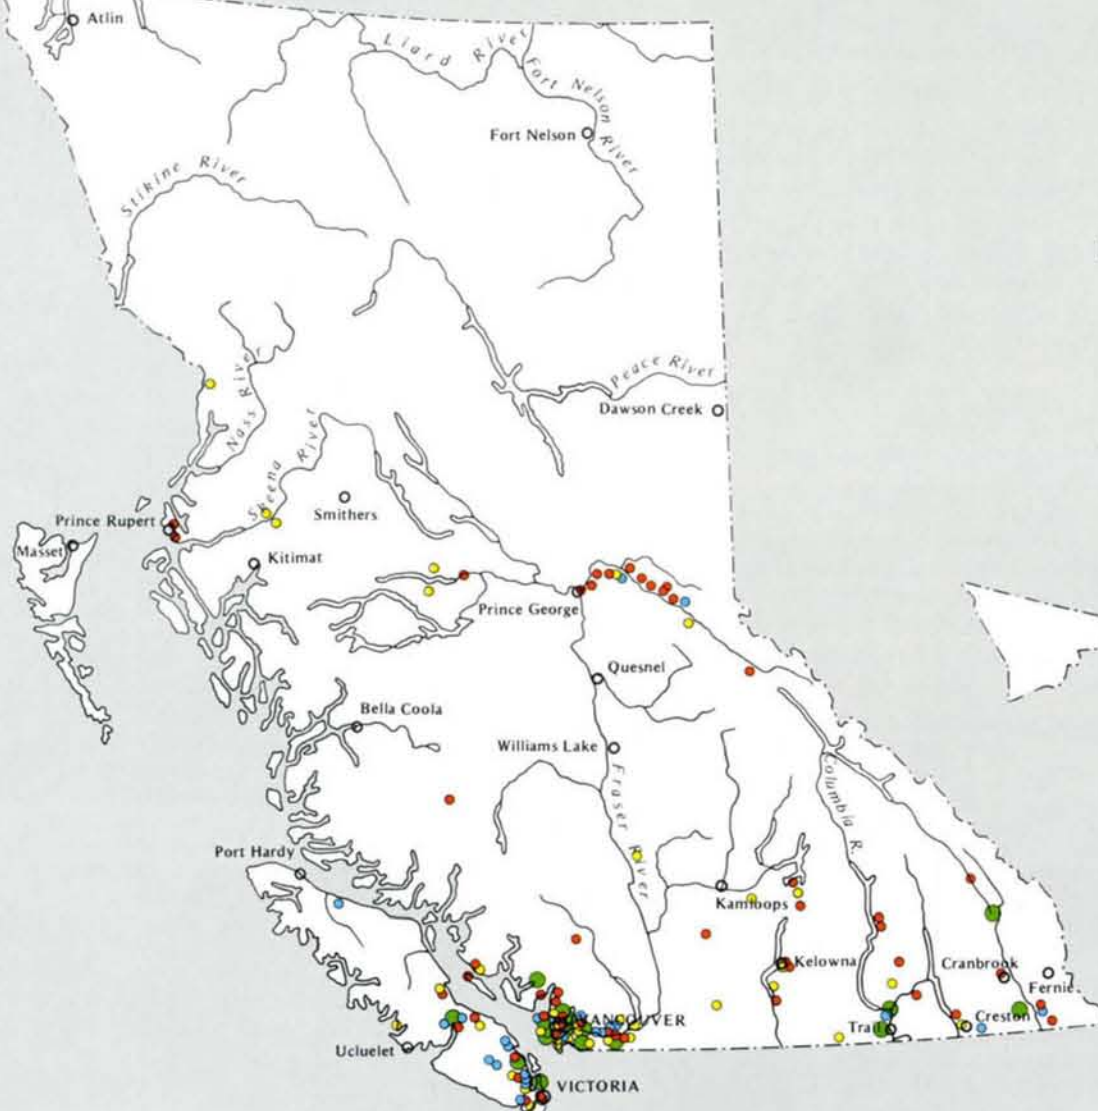 Atlin
Liard River
Fort Nelson River
Fort Nelson
Stikine River
Nass River
Peace River
Dawson Creek
Skeena River
Smithers
Prince Rupert
Masset
Kitimat
Prince George
Quesnel
Bella Coola
Williams Lake
Fraser River
Columbia R.
Port Hardy
Kamloops
Kelowna
Cranbrook
Fernie
Creston
Trail
VANCOUVER
Ucluelet
VICTORIA